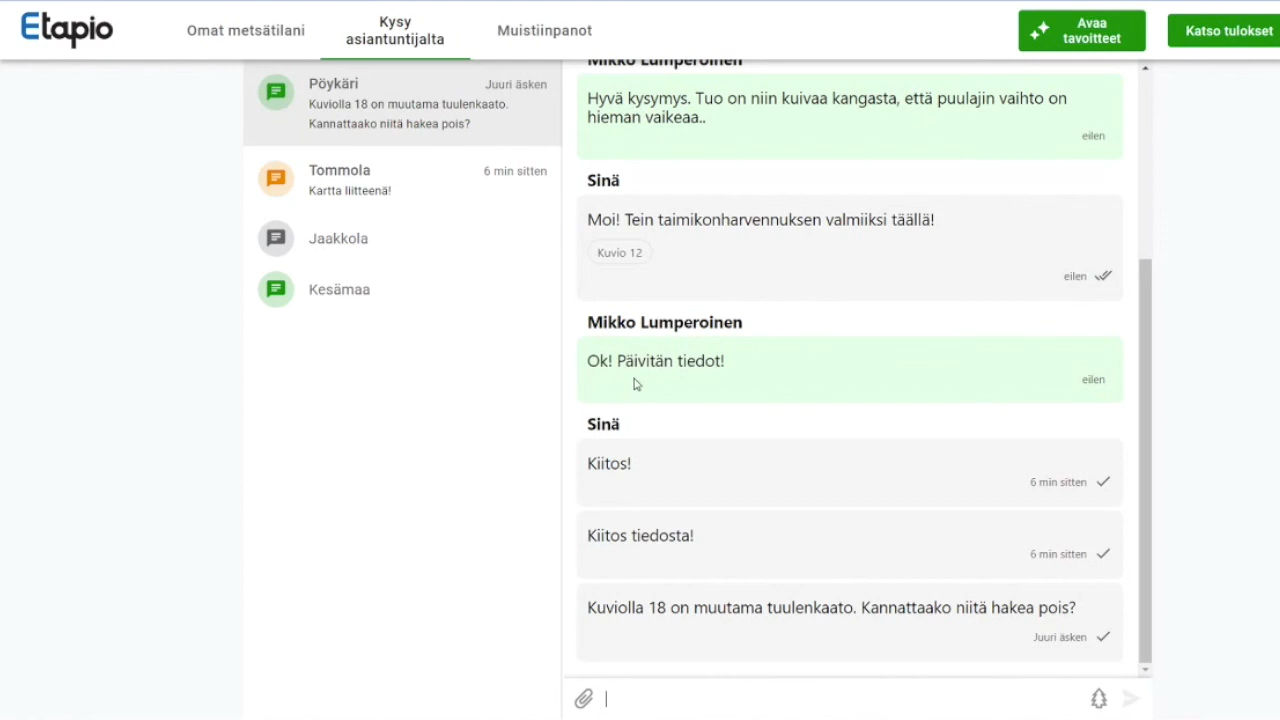 Etapio
Omat metsätilani
Kysy
asiantuntijalta
Muistiinpanot
Avaa
tavoitteet
Katso tulokset
Pöykäri
Juuri äsken
Kuviolla 18 on muutama tuulenkaato.
Kannattaako niitä hakea pois?
Tommola
6 min sitten
Kartta liitteenä!
Jaakkola
Kesämaa
Mikko Lumperoinen
Hyvä kysymys. Tuo on niin kuivaa kangasta, että puulajin vaihto on
hieman vaikeaa..
eilen
Sinä
Moi! Tein taimikonharvennuksen valmiiksi täällä!
Kuvio 12
eilen
Mikko Lumperoinen
Ok! Päivitän tiedot!
eilen
Sinä
Kiitos!
6 min sitten
Kiitos tiedosta!
6 min sitten
Kuviolla 18 on muutama tuulenkaato. Kannattaako niitä hakea pois?
Juuri äsken